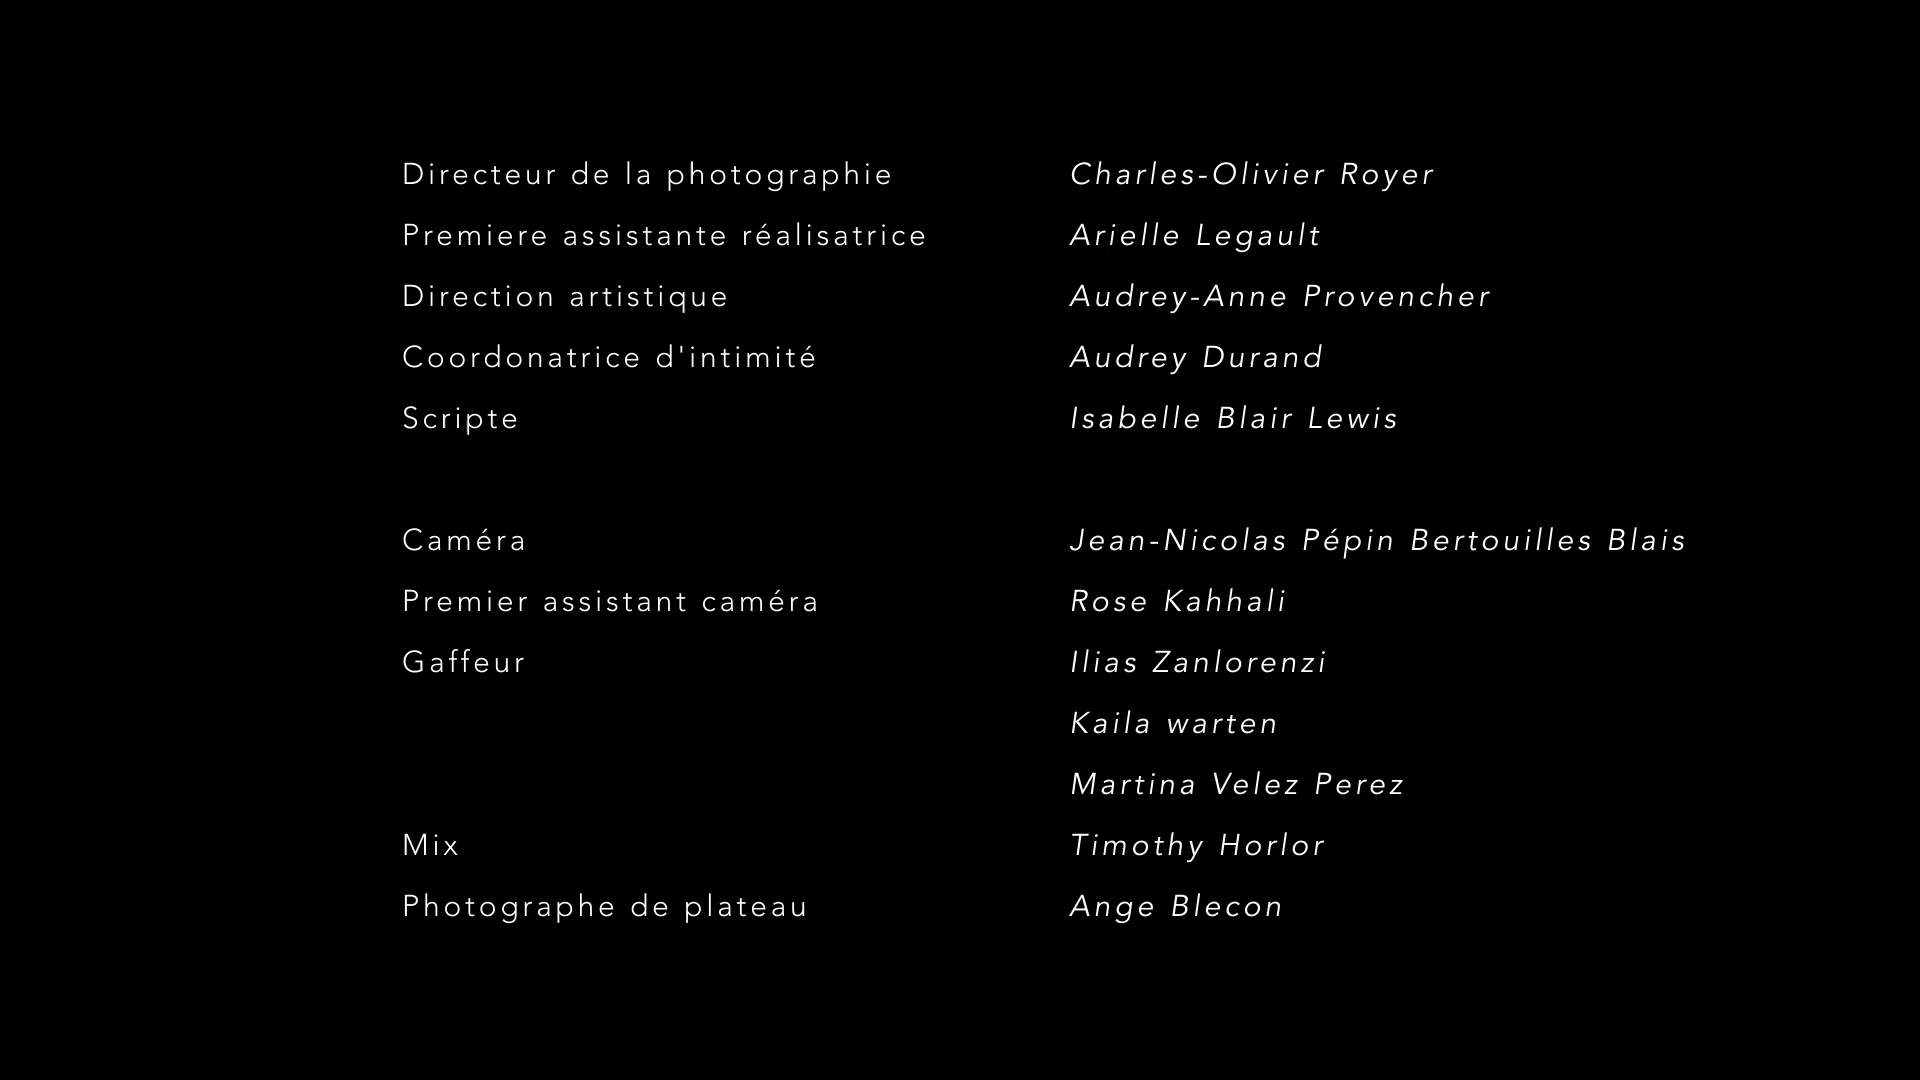 Directeur de la photographie Charles-Olivier Royer
Premiere assistante réalisatrice Arielle Legault
Direction artistique Audrey-Anne Provencher
Coordonatrice d'intimité Audrey Durand
Scripte Isabelle Blair Lewis
Caméra Jean-Nicolas Pépin Bertouilles Blais
Premier assistant caméra Rose Kahhali
Gaffeur Ilias Zanlorenzi
Kaila warten
Martina Velez Perez
Mix Timothy Horlor
Photographe de plateau Ange Blecon